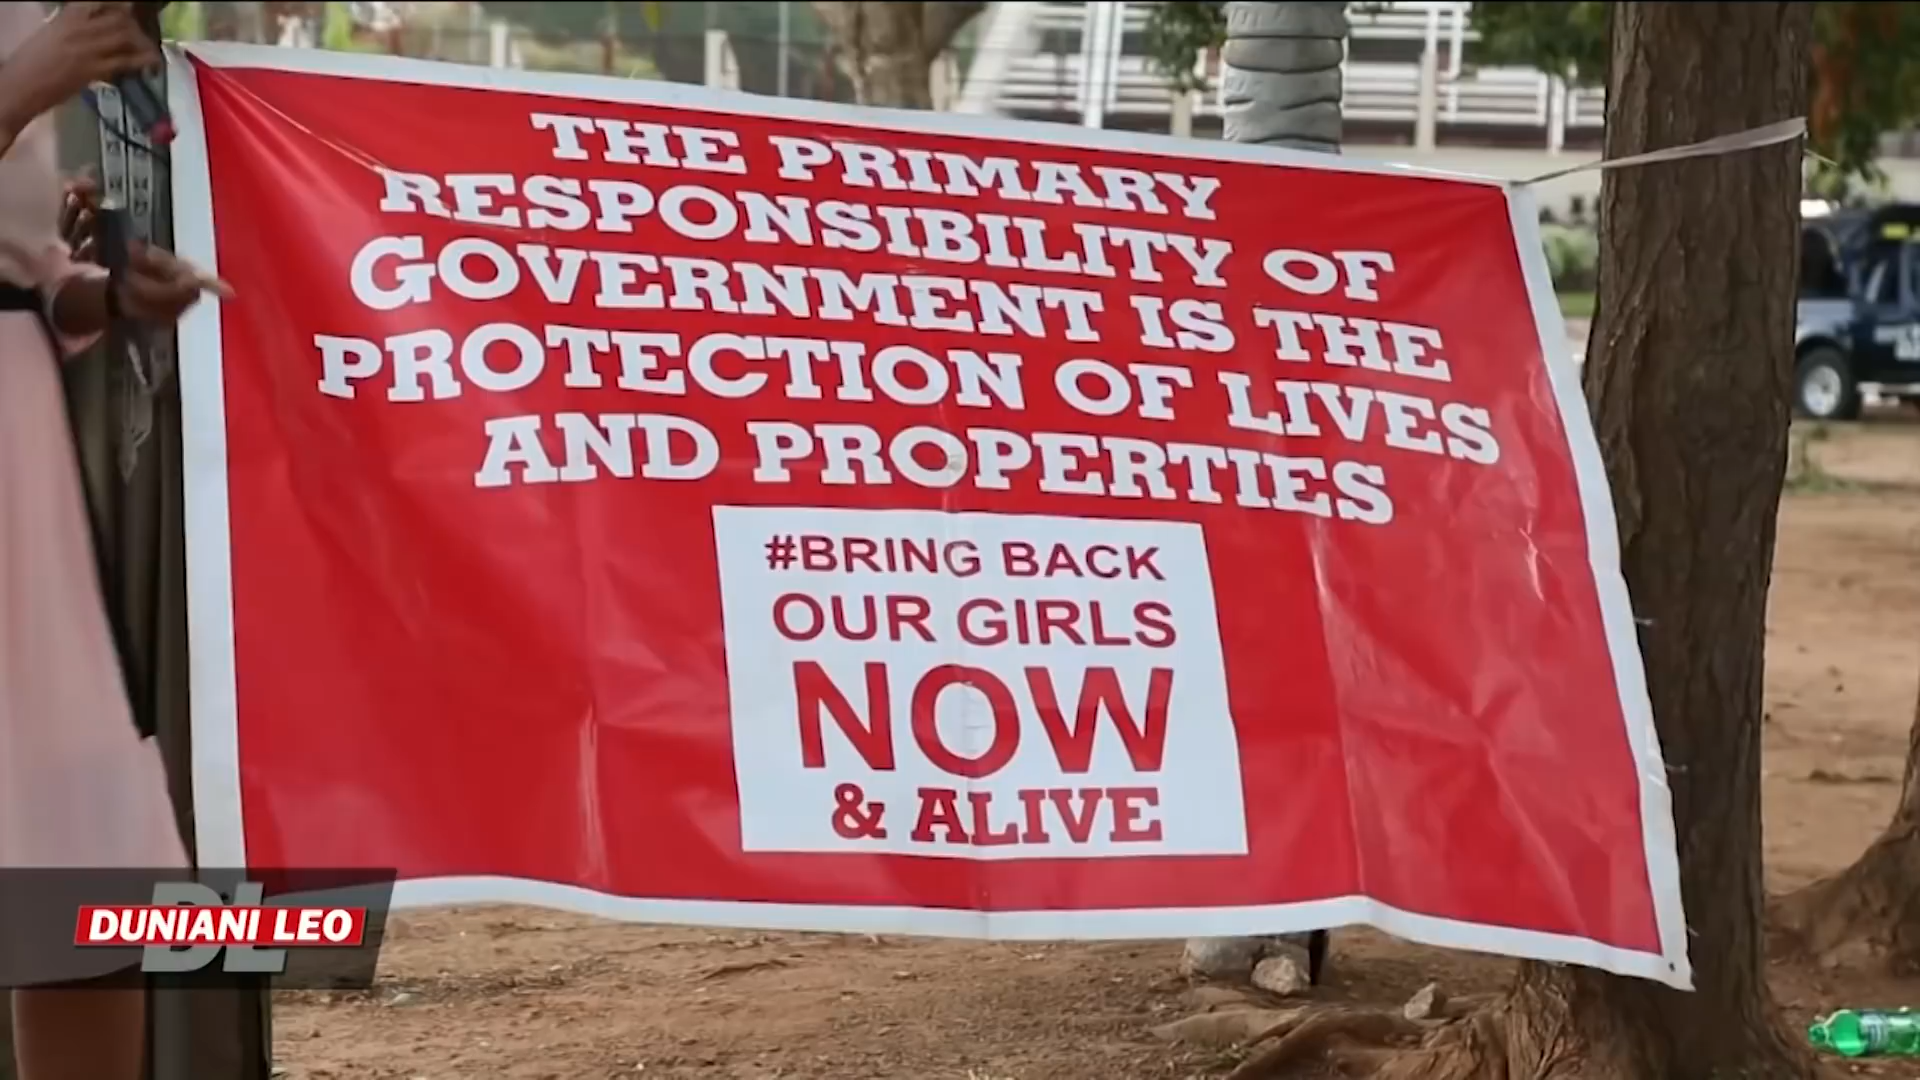 THE PRIMARY
RESPONSIBILITY OF
GOVERNMENT IS THE
PROTECTION OF LIVES
AND PROPERTIES
#BRING BACK
OUR GIRLS
NOW
& ALIVE
DL
DUNIANI LEO